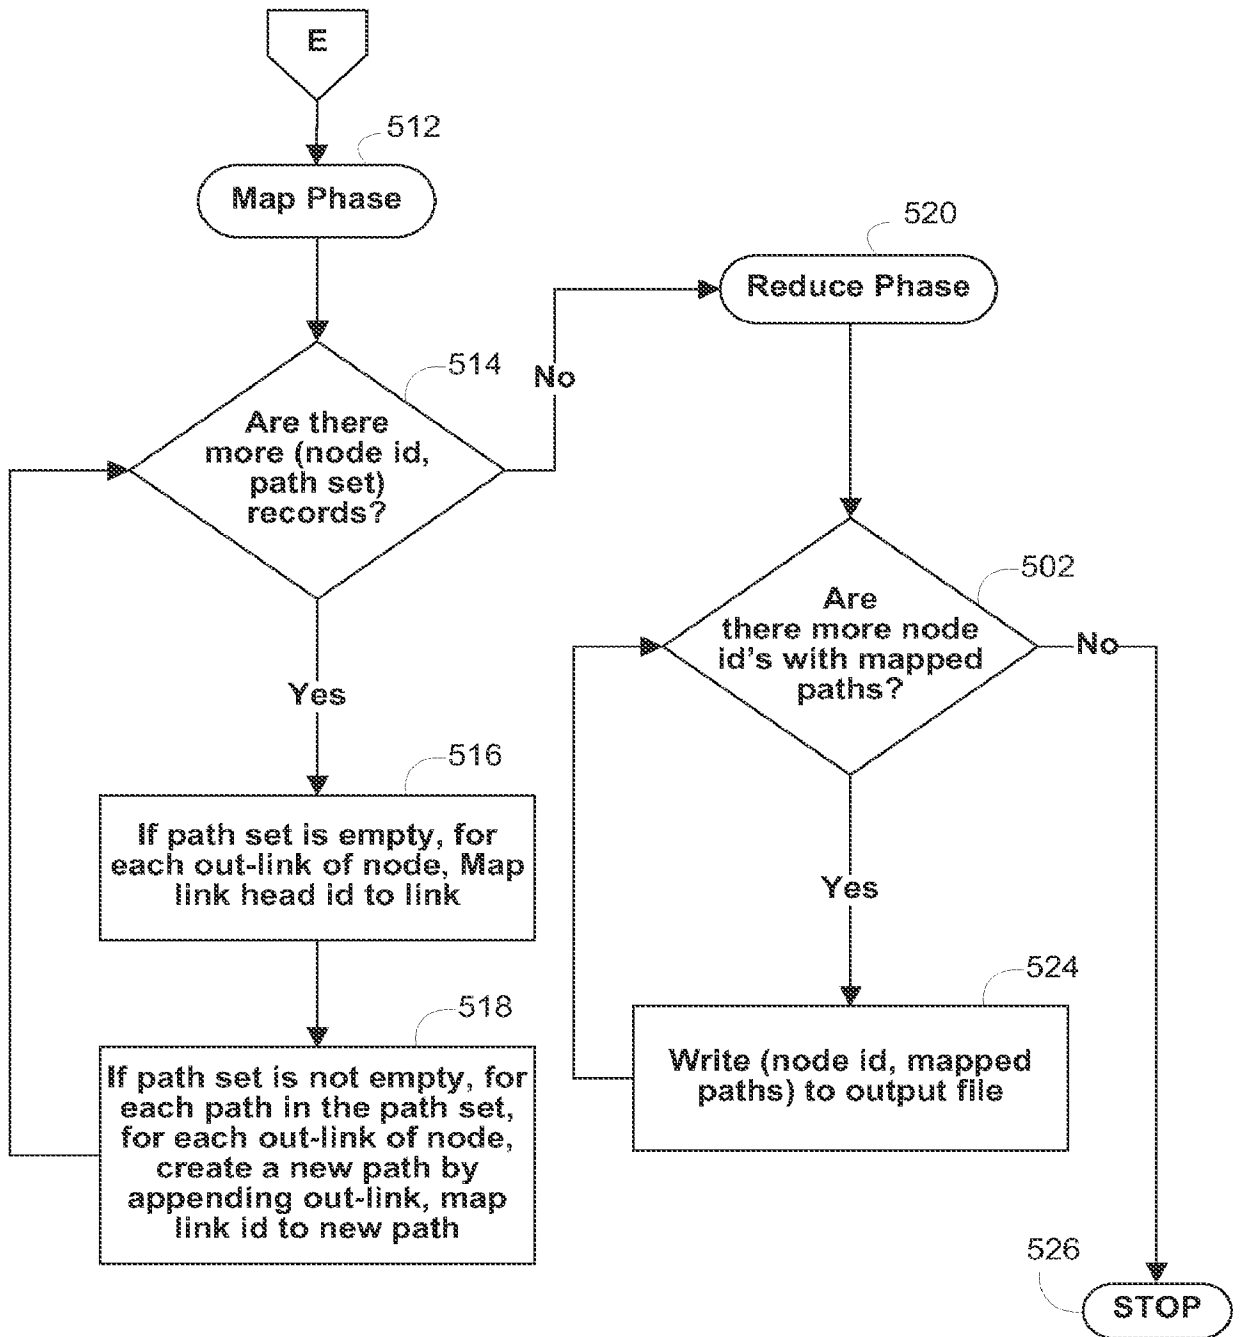 E
512
Map Phase
514
Are there
more (node id,
path set)
records?
No
Yes
516
If path set is empty, for
each out-link of node, Map
link head id to link
518
If path set is not empty, for
each path in the path set,
for each out-link of node,
create a new path by
appending out-link, map
link id to new path
520
Reduce Phase
502
Are
there more node
id's with mapped
paths?
No
Yes
524
Write (node id, mapped
paths) to output file
526
STOP